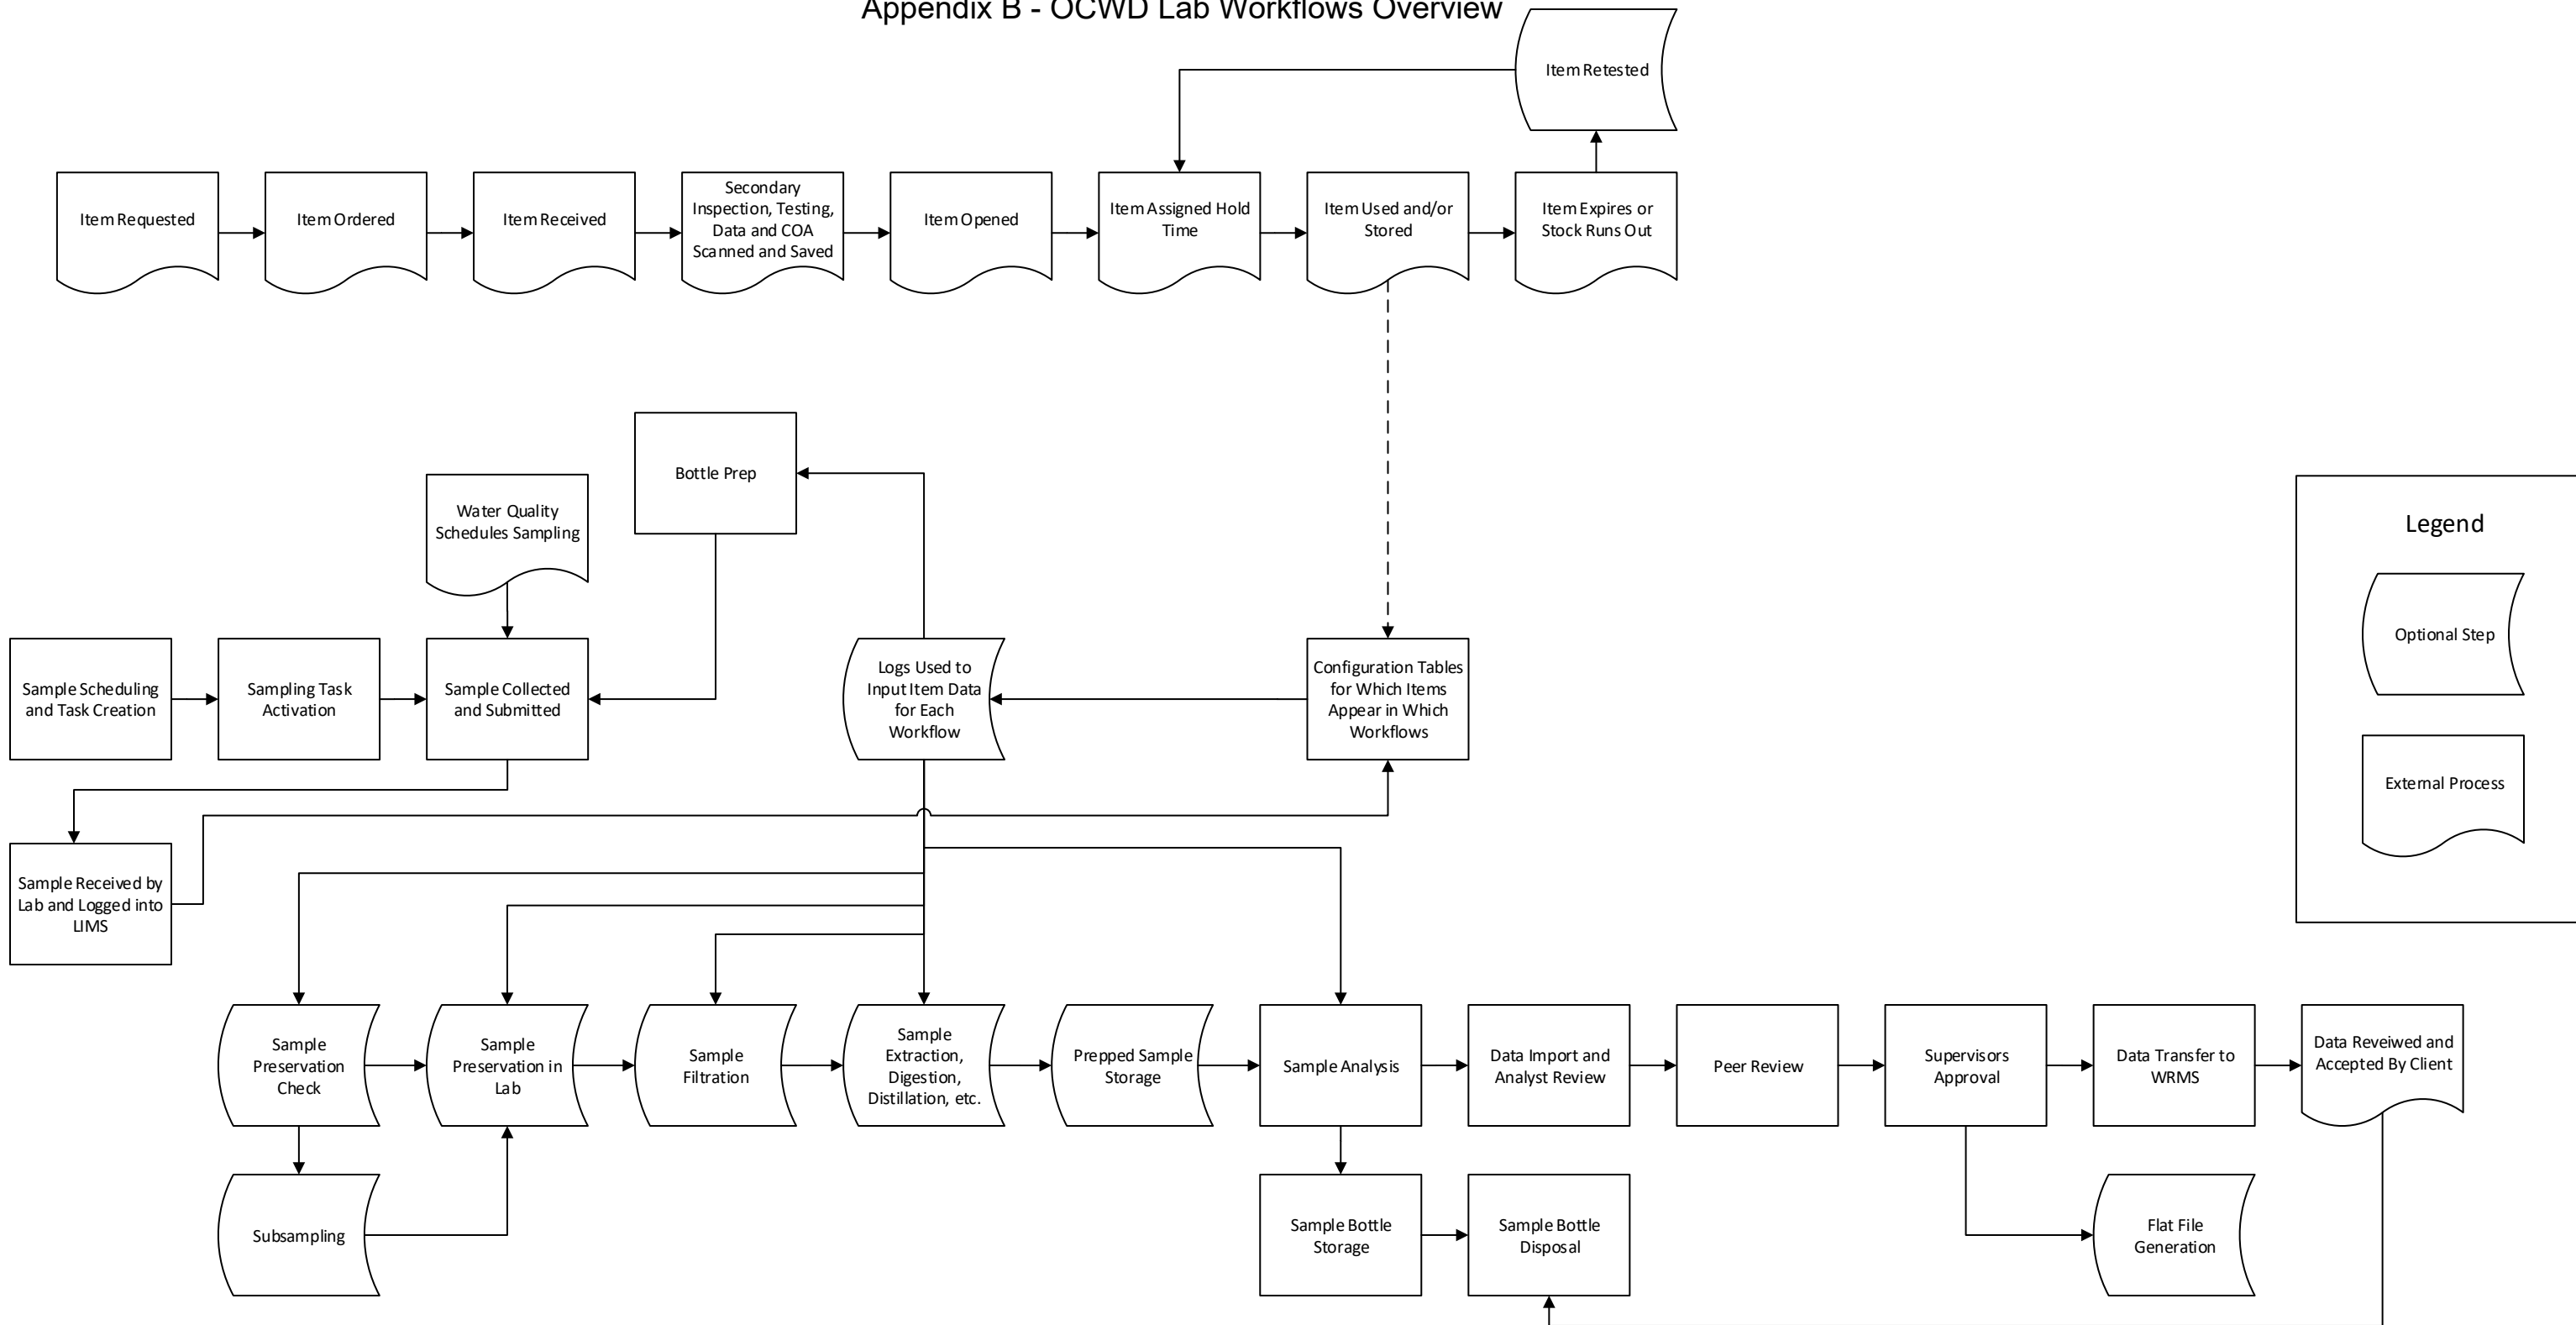 Appendix B - OCWD Lab Workflows Overview
Item Retested
Item Requested
Item Ordered
Item Received
Secondary
Inspection, Testing,
Data and COA
Scanned and Saved
Item Opened
Item Assigned Hold
Time
Item Used and/or
Stored
Item Expires or
Stock Runs Out
Bottle Prep
Water Quality
Schedules Sampling
Legend
Optional Step
External Process
Sample Scheduling
and Task Creation
Sampling Task
Activation
Sample Collected
and Submitted
Logs Used to
Input Item Data
for Each
Workflow
Configuration Tables
for Which Items
Appear in Which
Workflows
Sample Received by
Lab and Logged into
LIMS
Sample
Preservation
Check
Sample
Preservation in
Lab
Sample
Filtration
Sample
Extraction,
Digestion,
Distillation, etc.
Prepped Sample
Storage
Sample Analysis
Data Import and
Analyst Review
Peer Review
Supervisors
Approval
Data Transfer to
WRMS
Data Reveiwed and
Accepted By Client
Subsampling
Sample Bottle
Storage
Sample Bottle
Disposal
Flat File
Generation